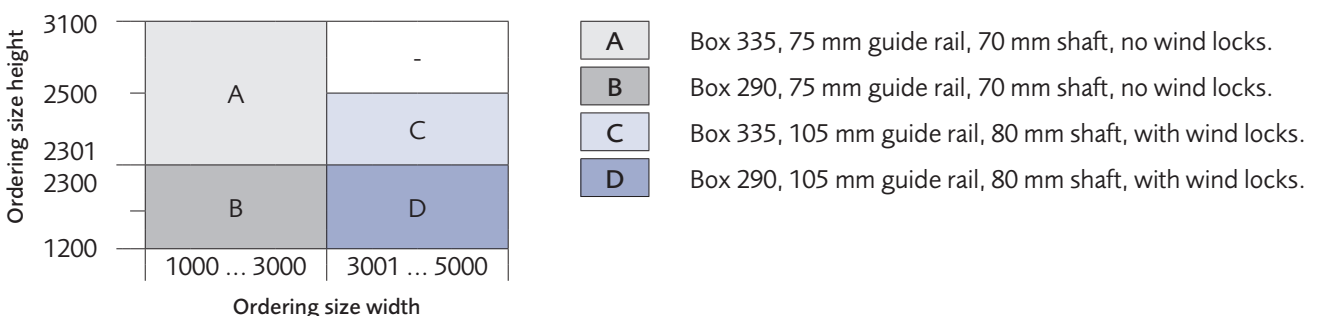 Ordering size height
3100
2500
2301
2300
1200
A
-
C
B
D
1000 ... 3000
3001 ... 5000
Ordering size width
A Box 335, 75 mm guide rail, 70 mm shaft, no wind locks.
B Box 290, 75 mm guide rail, 70 mm shaft, no wind locks.
C Box 335, 105 mm guide rail, 80 mm shaft, with wind locks.
D Box 290, 105 mm guide rail, 80 mm shaft, with wind locks.